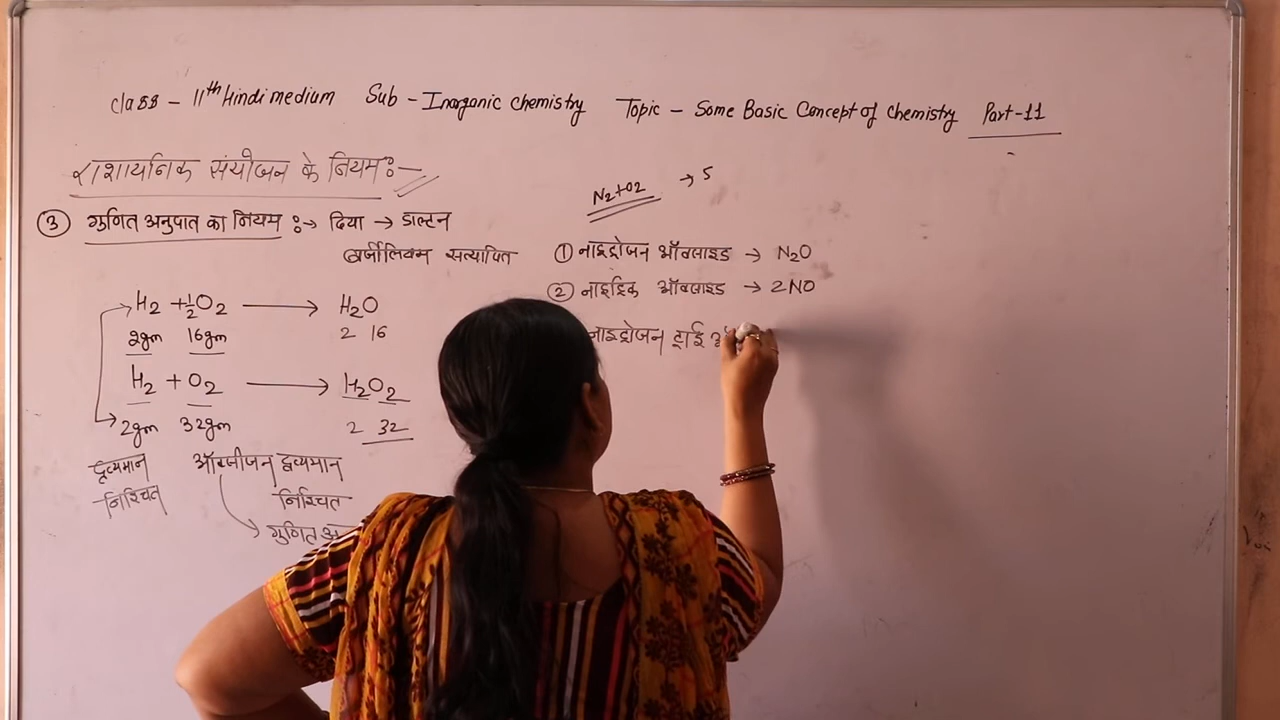 Class - 11th Hindi medium Sub - Inorganic Chemistry Topic - Some Basic Concept of Chemistry Part-11
राशायनिक संयोजन के नियम :-
③ गुणित अनुपात का नियम :→ दिया → डाल्टन
बर्जीलियम सत्यापित
H2 + 1/2 O2 → H2O
2gm 16gm 2 16
H2 + O2 → H2O2
2gm 32gm 2 32
द्रव्यमान ऑक्जीजन द्रव्यमान
निश्चित निश्चित
गुणित
N2+O2 → 5
① नाइट्रोजन ऑक्साइड → N2O
② नाइट्रिक ऑक्साइड → 2NO
नाइट्रोजन ट्राई